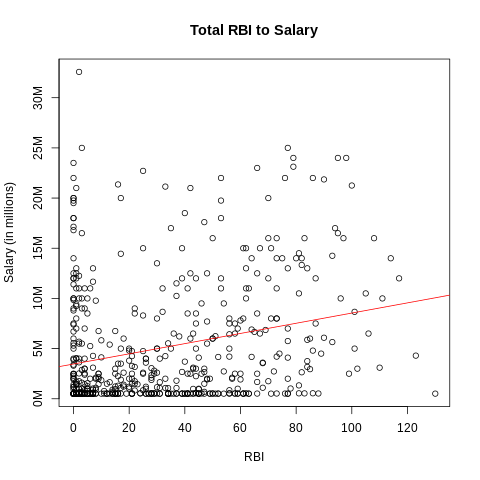 Total RBI to Salary
Salary (in millions)
30M
25M
20M
15M
10M
5M
0M
0 20 40 60 80 100 120
RBI